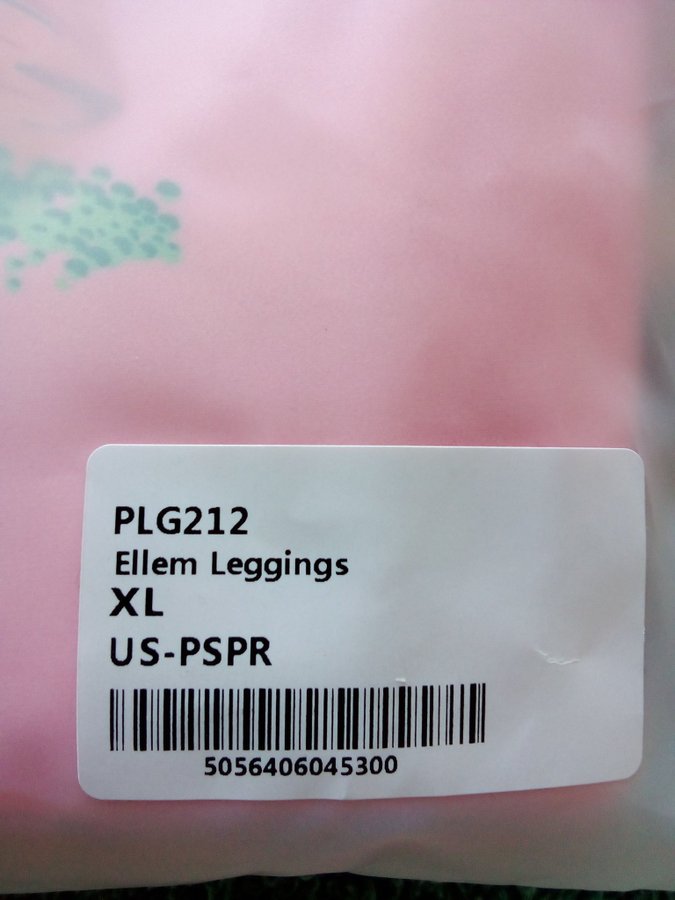 PLG212
Ellem Leggings
XL
US-PSPR
5056406045300